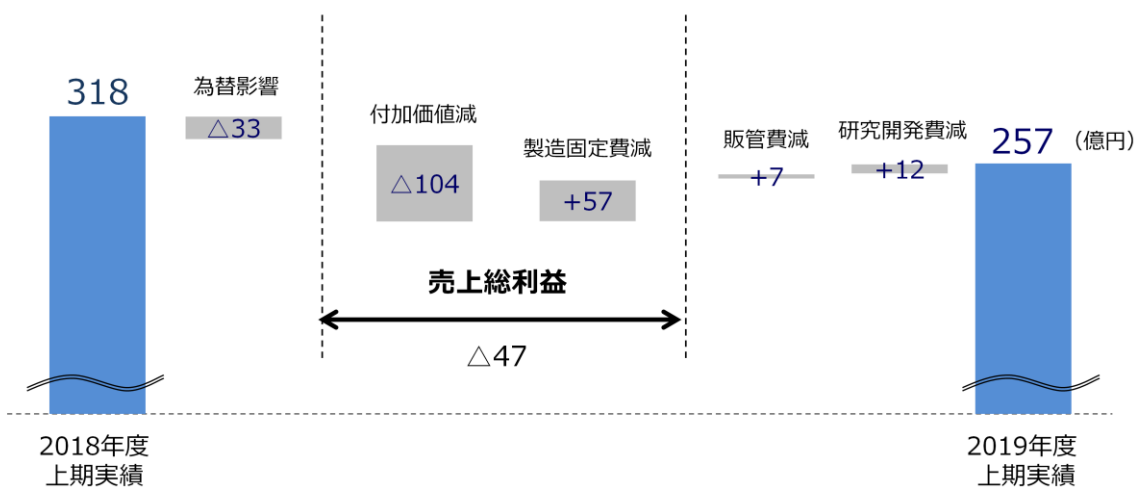 318
為替影響
△33
付加価値減
△104
製造固定費減
+57
売上総利益
△47
販管費減
+7
研究開発費減
+12
257 (億円)
2018年度
上期実績
2019年度
上期実績